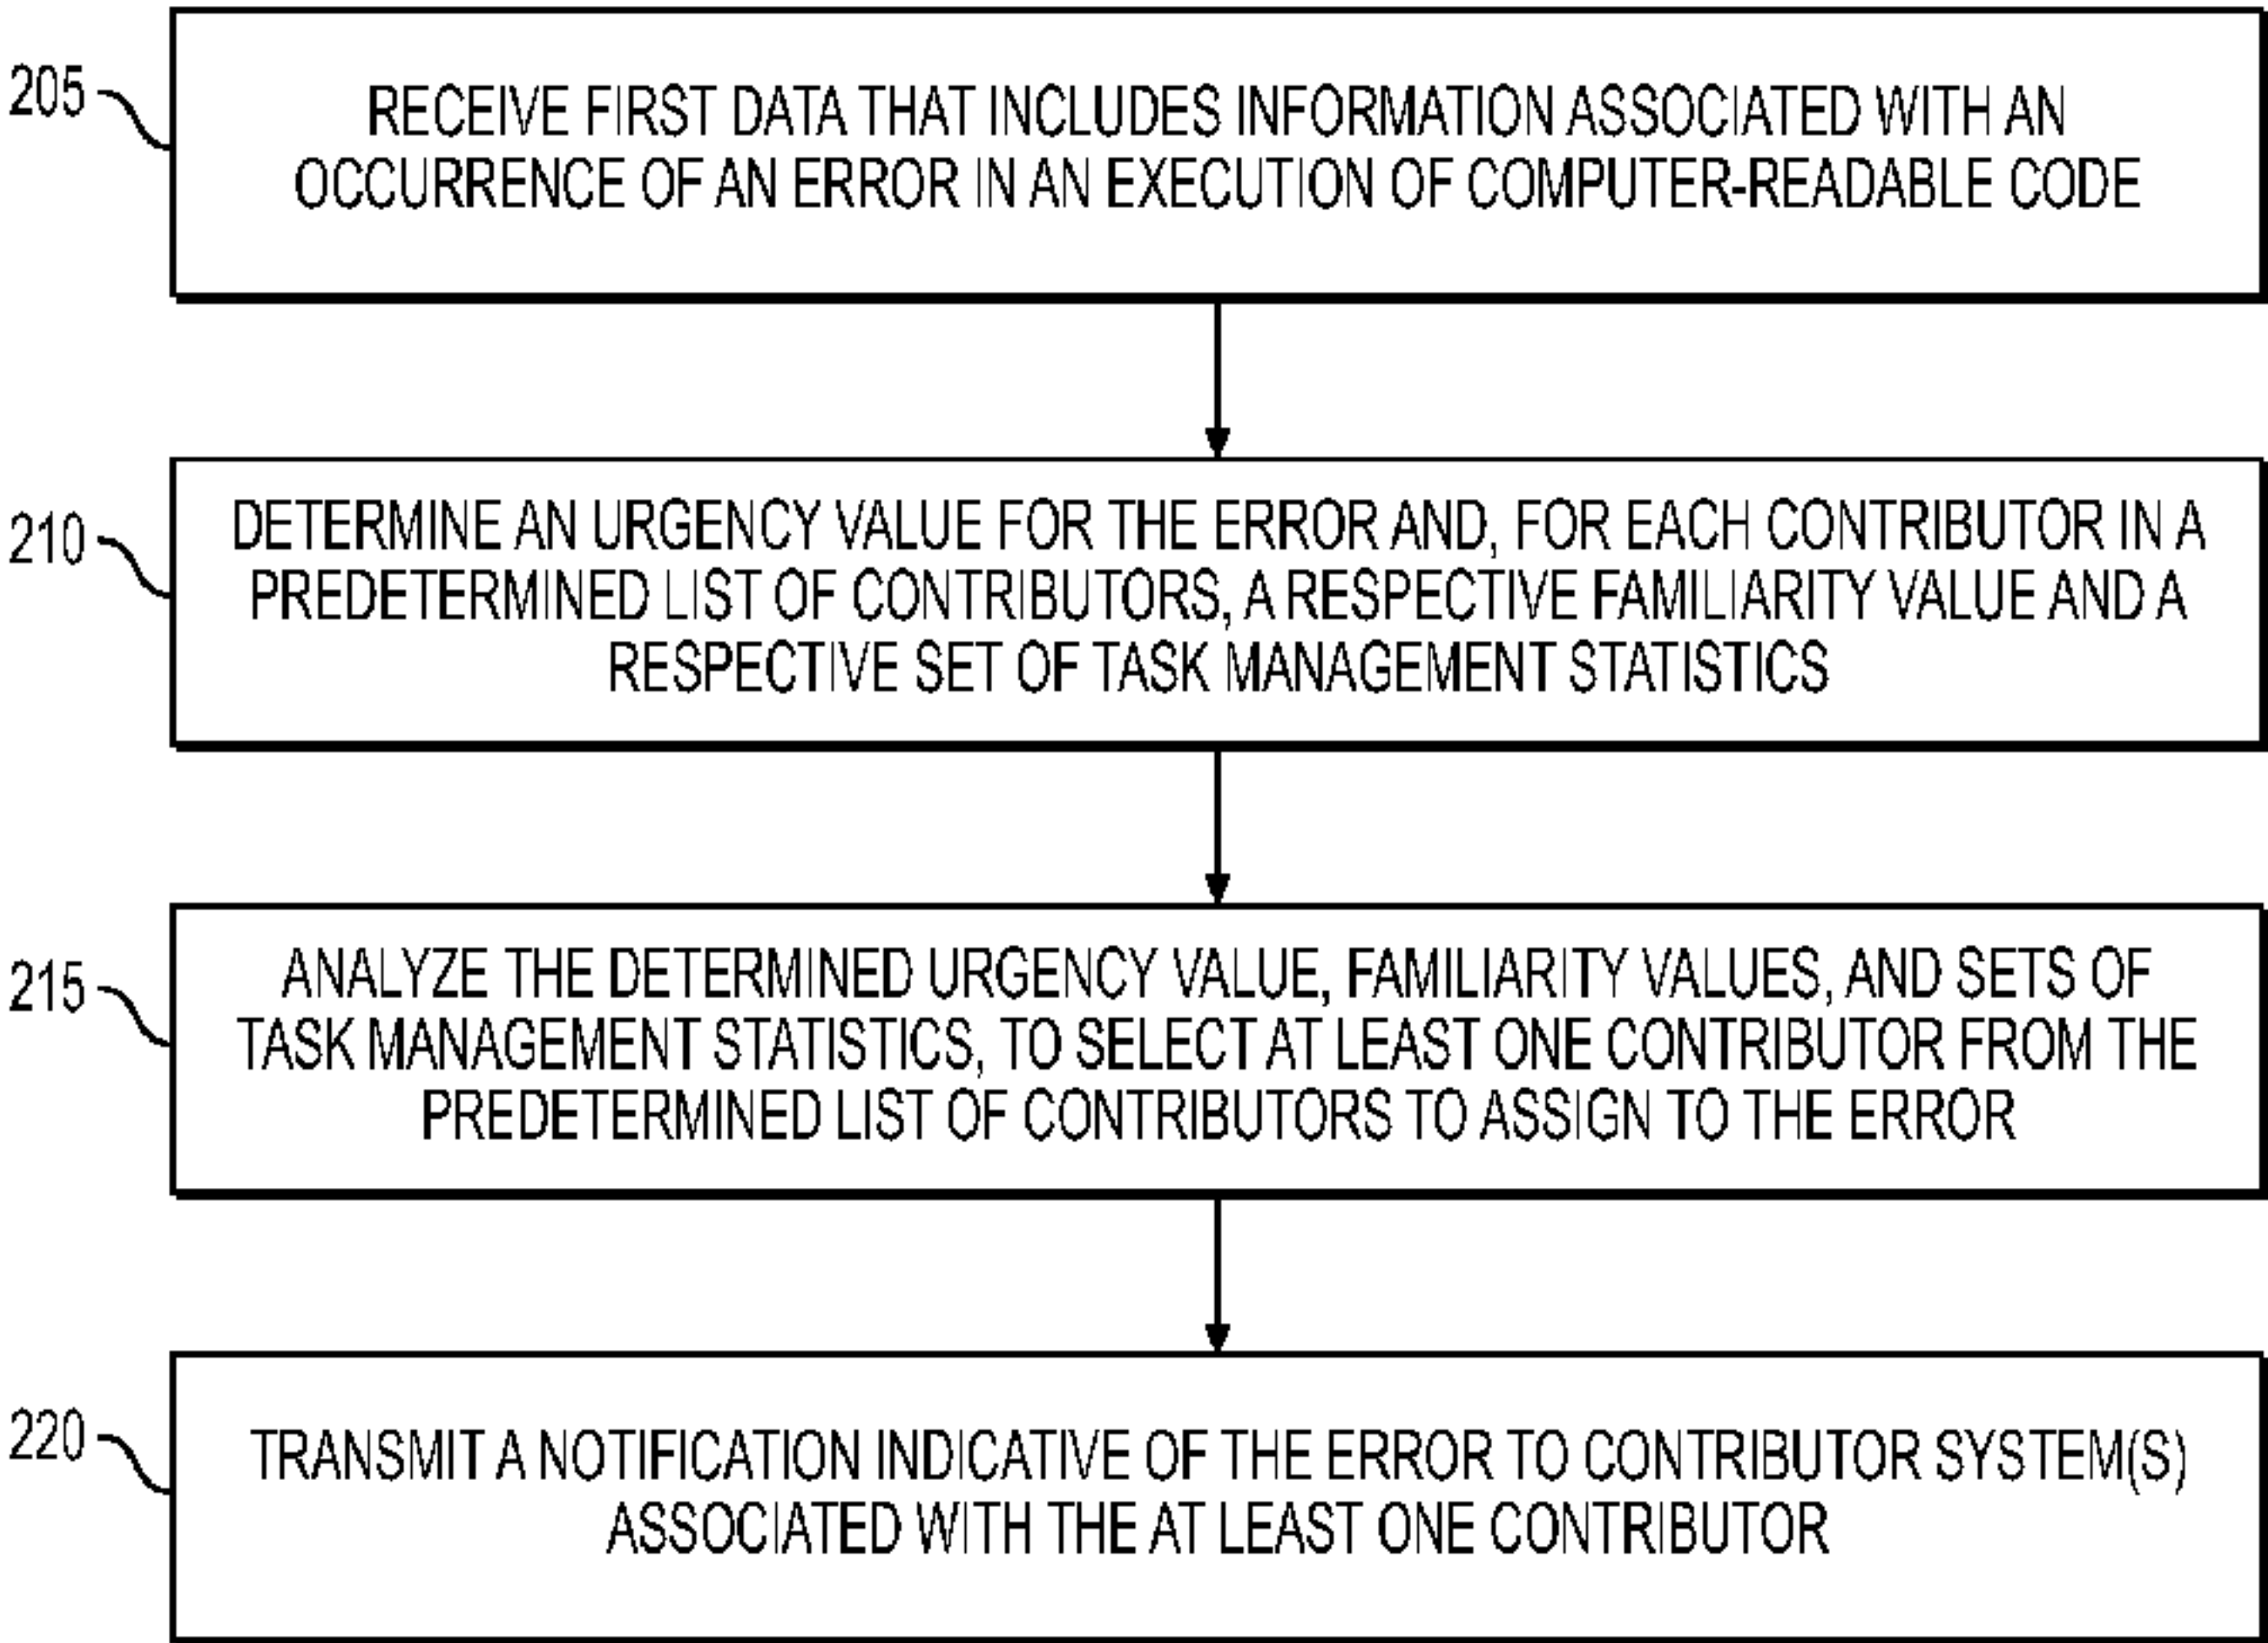 205
RECEIVE FIRST DATA THAT INCLUDES INFORMATION ASSOCIATED WITH AN
OCCURRENCE OF AN ERROR IN AN EXECUTION OF COMPUTER-READABLE CODE
210
DETERMINE AN URGENCY VALUE FOR THE ERROR AND, FOR EACH CONTRIBUTOR IN A
PREDETERMINED LIST OF CONTRIBUTORS, A RESPECTIVE FAMILIARITY VALUE AND A
RESPECTIVE SET OF TASK MANAGEMENT STATISTICS
215
ANALYZE THE DETERMINED URGENCY VALUE, FAMILIARITY VALUES, AND SETS OF
TASK MANAGEMENT STATISTICS, TO SELECT AT LEAST ONE CONTRIBUTOR FROM THE
PREDETERMINED LIST OF CONTRIBUTORS TO ASSIGN TO THE ERROR
220
TRANSMIT A NOTIFICATION INDICATIVE OF THE ERROR TO CONTRIBUTOR SYSTEM(S)
ASSOCIATED WITH THE AT LEAST ONE CONTRIBUTOR